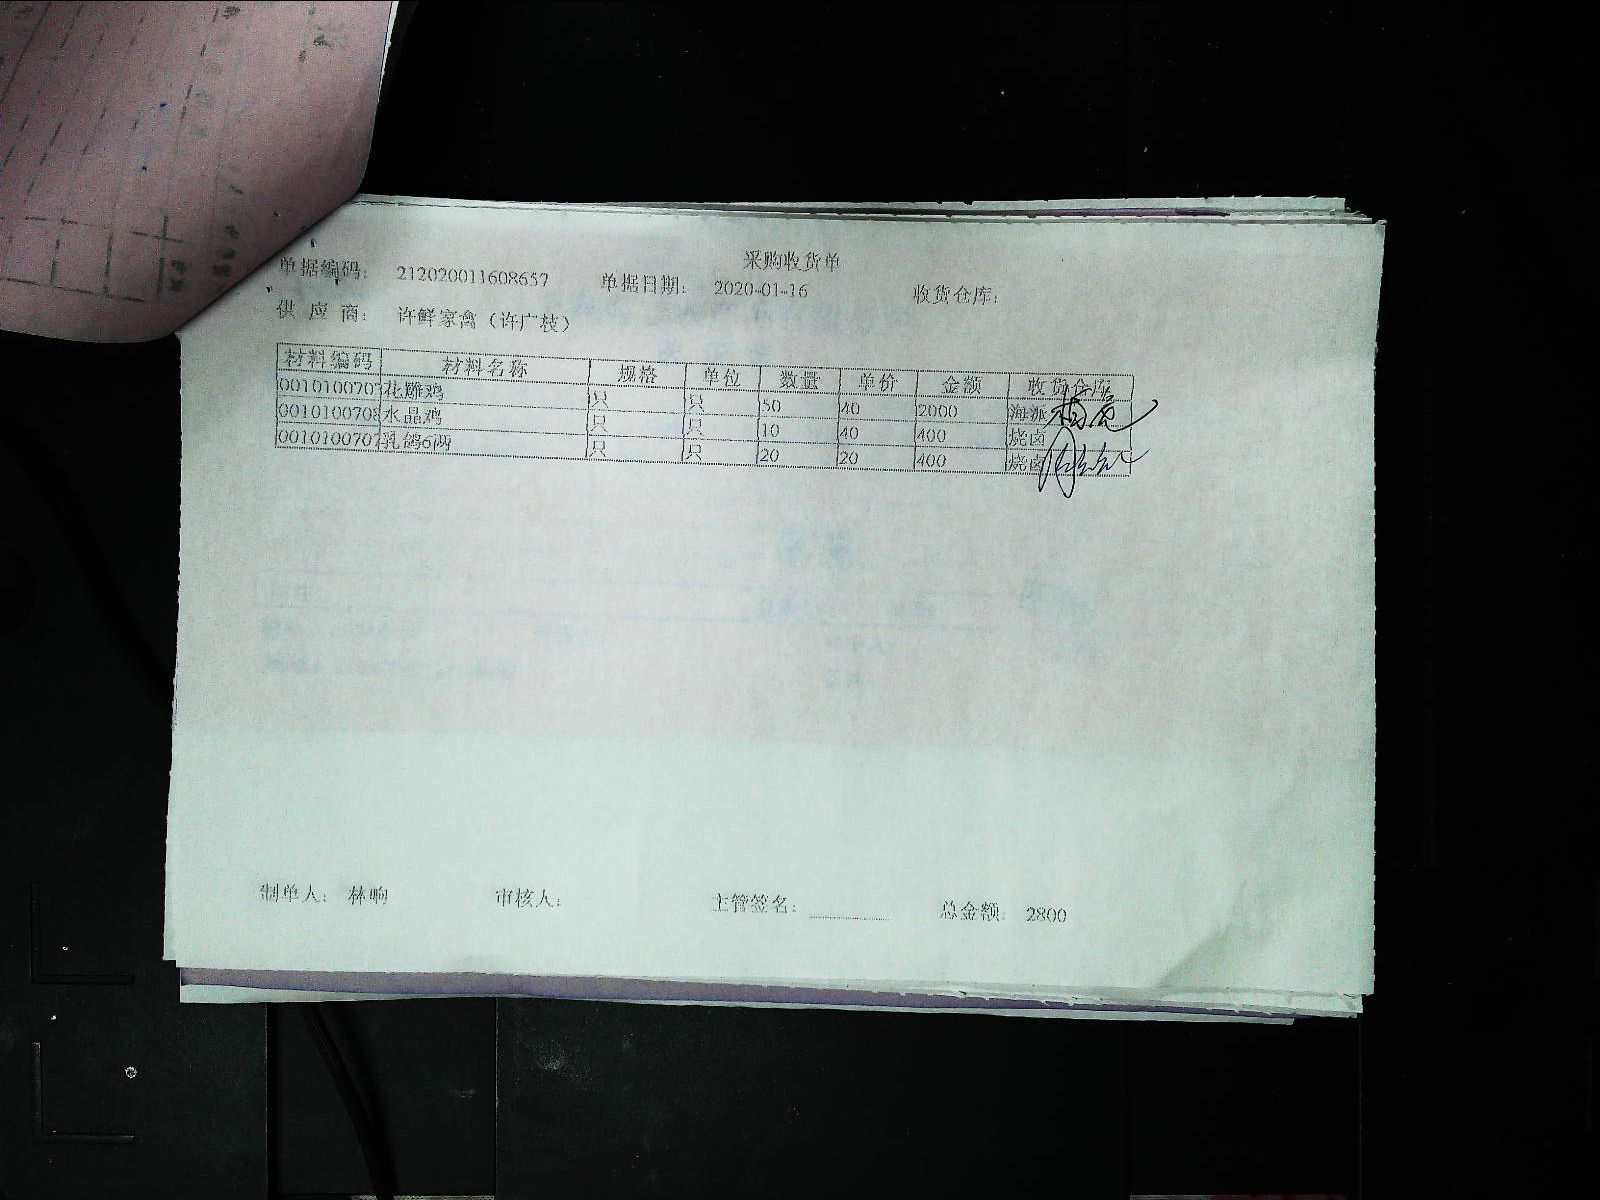 采购收货单
单据编码： 212020011608657 单据日期： 2020-01-16 收货仓库：
供 应 商： 许鲜家禽（许广枝）
材料编码 材料名称 规格 单位 数量 单价 金额 收货仓库
0010100707 花雕鸡 只 只 50 40 2000 海派
0010100708 水晶鸡 只 只 10 40 400 烧卤
0010100707 乳鸽6两 只 只 20 20 400 烧卤
制单人： 林晌 审核人： 主管签名： 总金额： 2800